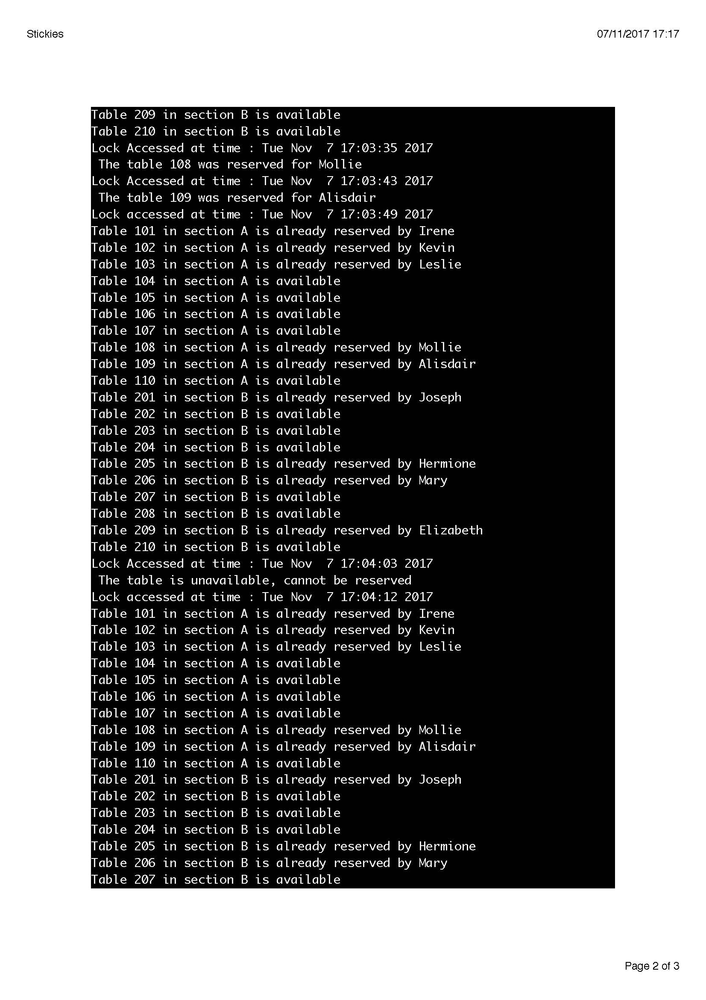 Stickies
07/11/2017 17:17
Table 209 in section B is available
Table 210 in section B is available
Lock Accessed at time : Tue Nov  7 17:03:35 2017
 The table 108 was reserved for Mollie
Lock Accessed at time : Tue Nov  7 17:03:43 2017
 The table 109 was reserved for Alisdair
Lock accessed at time : Tue Nov  7 17:03:49 2017
Table 101 in section A is already reserved by Irene
Table 102 in section A is already reserved by Kevin
Table 103 in section A is already reserved by Leslie
Table 104 in section A is available
Table 105 in section A is available
Table 106 in section A is available
Table 107 in section A is available
Table 108 in section A is already reserved by Mollie
Table 109 in section A is already reserved by Alisdair
Table 110 in section A is available
Table 201 in section B is already reserved by Joseph
Table 202 in section B is available
Table 203 in section B is available
Table 204 in section B is available
Table 205 in section B is already reserved by Hermione
Table 206 in section B is already reserved by Mary
Table 207 in section B is available
Table 208 in section B is available
Table 209 in section B is already reserved by Elizabeth
Table 210 in section B is available
Lock Accessed at time : Tue Nov  7 17:04:03 2017
 The table is unavailable, cannot be reserved
Lock accessed at time : Tue Nov  7 17:04:12 2017
Table 101 in section A is already reserved by Irene
Table 102 in section A is already reserved by Kevin
Table 103 in section A is already reserved by Leslie
Table 104 in section A is available
Table 105 in section A is available
Table 106 in section A is available
Table 107 in section A is available
Table 108 in section A is already reserved by Mollie
Table 109 in section A is already reserved by Alisdair
Table 110 in section A is available
Table 201 in section B is already reserved by Joseph
Table 202 in section B is available
Table 203 in section B is available
Table 204 in section B is available
Table 205 in section B is already reserved by Hermione
Table 206 in section B is already reserved by Mary
Table 207 in section B is available
Page 2 of 3